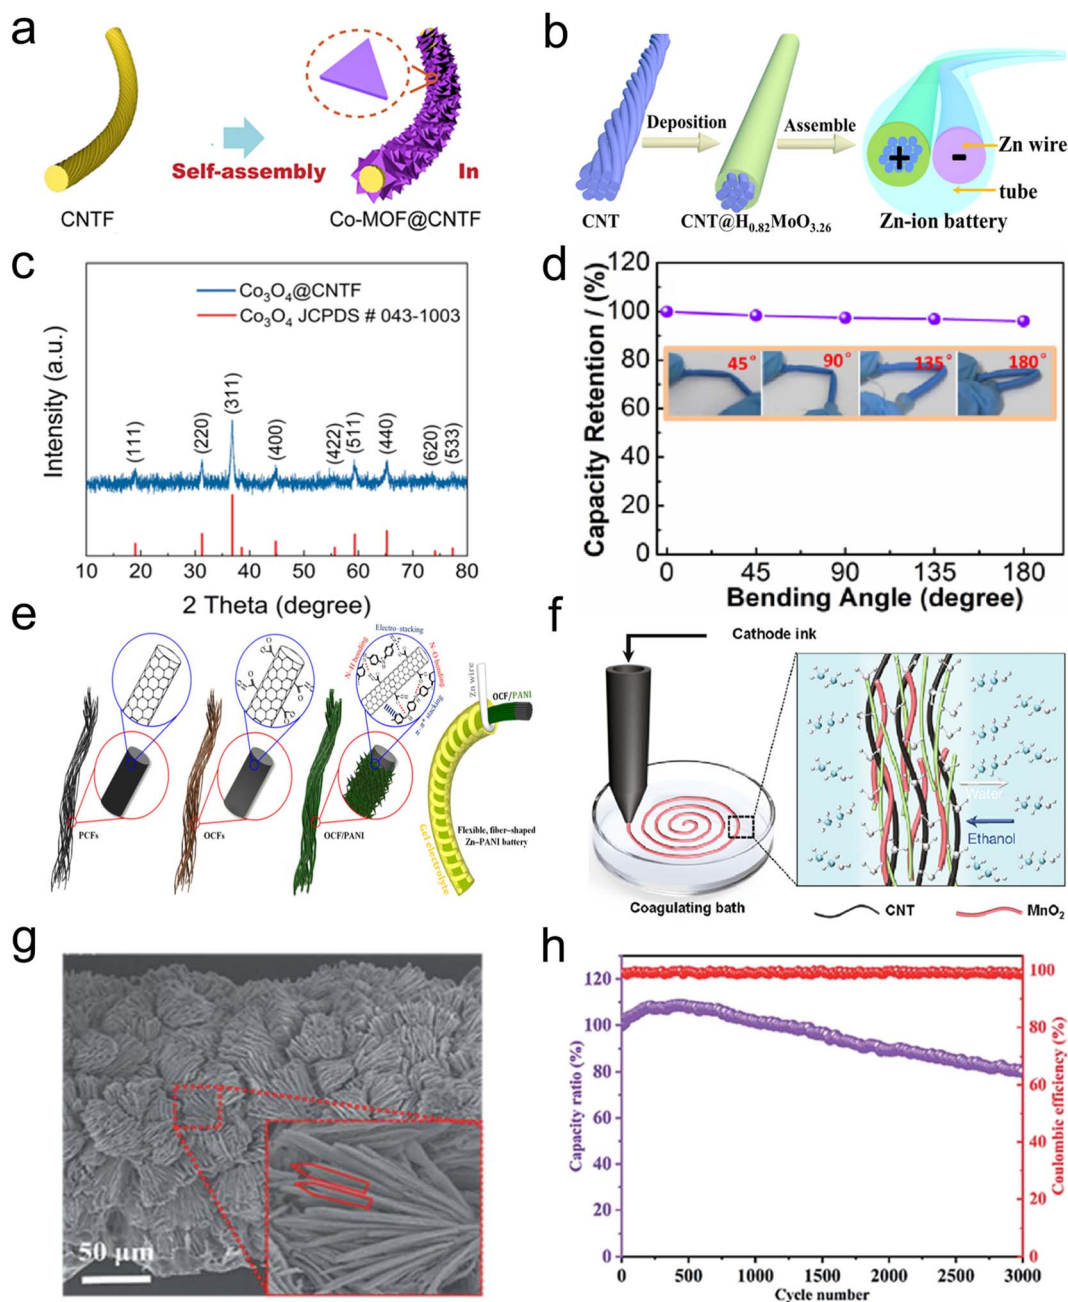 a
CNTF
Self-assembly
In
Co-MOF@CNTF
b
Deposition
Assemble
CNT
CNT@H0.82MoO3.26
+
-
Zn wire
tube
Zn-ion battery
c
Intensity (a.u.)
Co3O4@CNTF
Co3O4 JCPDS # 043-1003
(111)
(220)
(311)
(400)
(422)
(511)
(440)
(620)
(533)
10 20 30 40 50 60 70 80
2 Theta (degree)
d
Capacity Retention / (%)
120
100
80
60
40
20
0
45° 90° 135° 180°
0 45 90 135 180
Bending Angle (degree)
e
PCFs
OCFs
OCF/PANI
Electro-stacking
N-H bonding
N-O bonding
π-π* stacking
Zn wire
OCF/PANI
Gel electrolyte
Flexible, fiber-shaped
Zn-PANI battery
f
Cathode ink
Coagulating bath
Water
Ethanol
CNT
MnO2
g
50 μm
h
Capacity ratio (%)
120
100
80
60
40
20
0
100
80
60
40
20
0
Coulombic efficiency (%)
0 500 1000 1500 2000 2500 3000
Cycle number